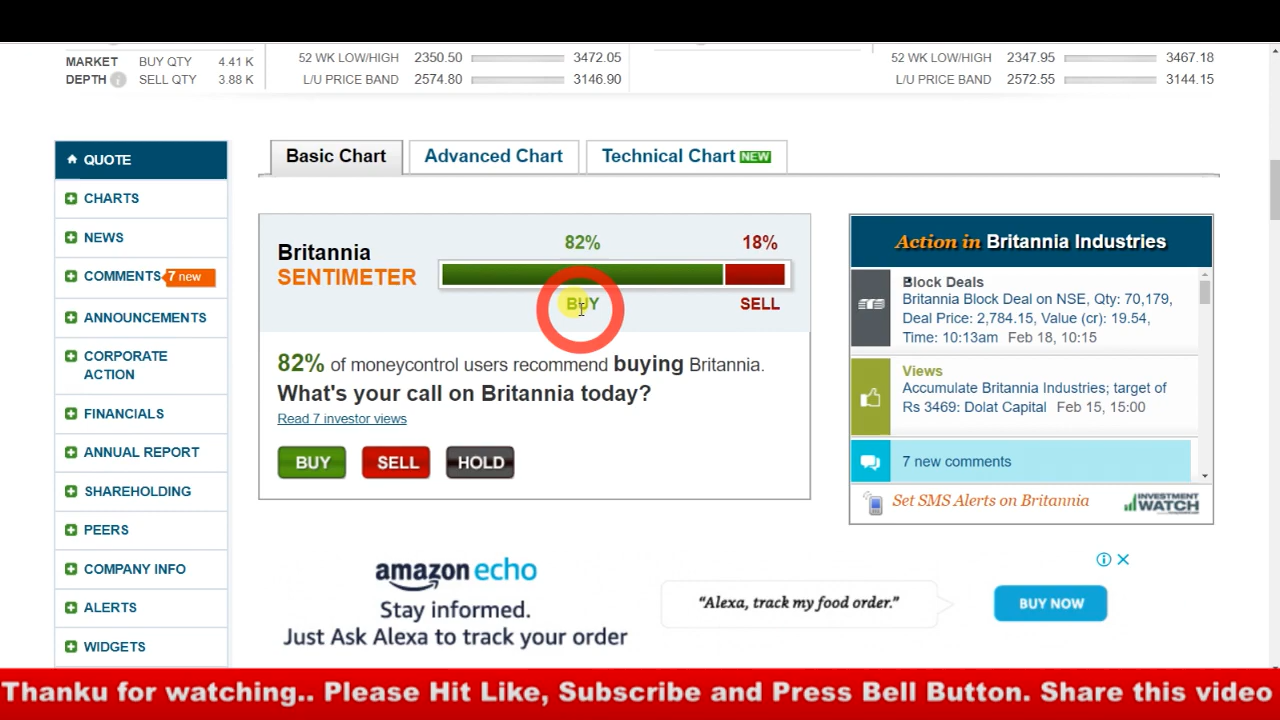 MARKET BUY QTY 4.41 K
DEPTH SELL QTY 3.88 K
52 WK LOW/HIGH 2350.50 3472.05
L/U PRICE BAND 2574.80 3146.90
52 WK LOW/HIGH 2347.95 3467.18
L/U PRICE BAND 2572.55 3144.15
QUOTE
CHARTS
NEWS
COMMENTS 7 new
ANNOUNCEMENTS
CORPORATE
ACTION
FINANCIALS
ANNUAL REPORT
SHAREHOLDING
PEERS
COMPANY INFO
ALERTS
WIDGETS
Basic Chart Advanced Chart Technical Chart NEW
Britannia
SENTIMETER
82% 18%
BUY SELL
82% of moneycontrol users recommend buying Britannia.
What's your call on Britannia today?
Read 7 investor views
BUY SELL HOLD
Action in Britannia Industries
Block Deals
Britannia Block Deal on NSE, Qty: 70,179,
Deal Price: 2,784.15, Value (cr): 19.54,
Time: 10:13am Feb 18, 10:15
Views
Accumulate Britannia Industries; target of
Rs 3469: Dolat Capital Feb 15, 15:00
7 new comments
Set SMS Alerts on Britannia
INVESTMENT
WATCH
amazon echo
Stay informed.
Just Ask Alexa to track your order
“Alexa, track my food order.”
BUY NOW
Thanku for watching.. Please Hit Like, Subscribe and Press Bell Button. Share this video